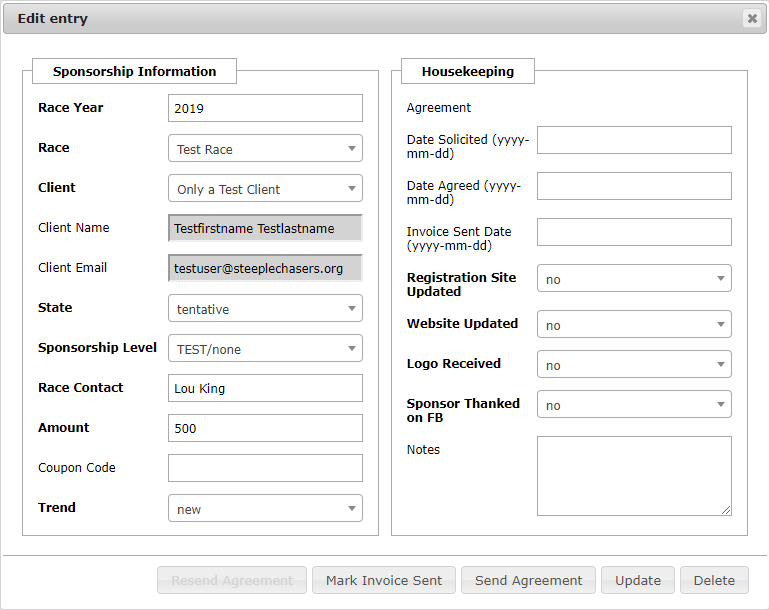 Edit entry
Sponsorship Information
Race Year 2019
Race Test Race
Client Only a Test Client
Client Name Testfirstname Testlastname
Client Email testuser@steeplechasers.org
State tentative
Sponsorship Level TEST/none
Race Contact Lou King
Amount 500
Coupon Code
Trend new
Housekeeping
Agreement
Date Solicited (yyyy-
mm-dd)
Date Agreed (yyyy-
mm-dd)
Invoice Sent Date
(yyyy-mm-dd)
Registration Site
Updated no
Website Updated no
Logo Received no
Sponsor Thanked
on FB no
Notes
Resend Agreement Mark Invoice Sent Send Agreement Update Delete